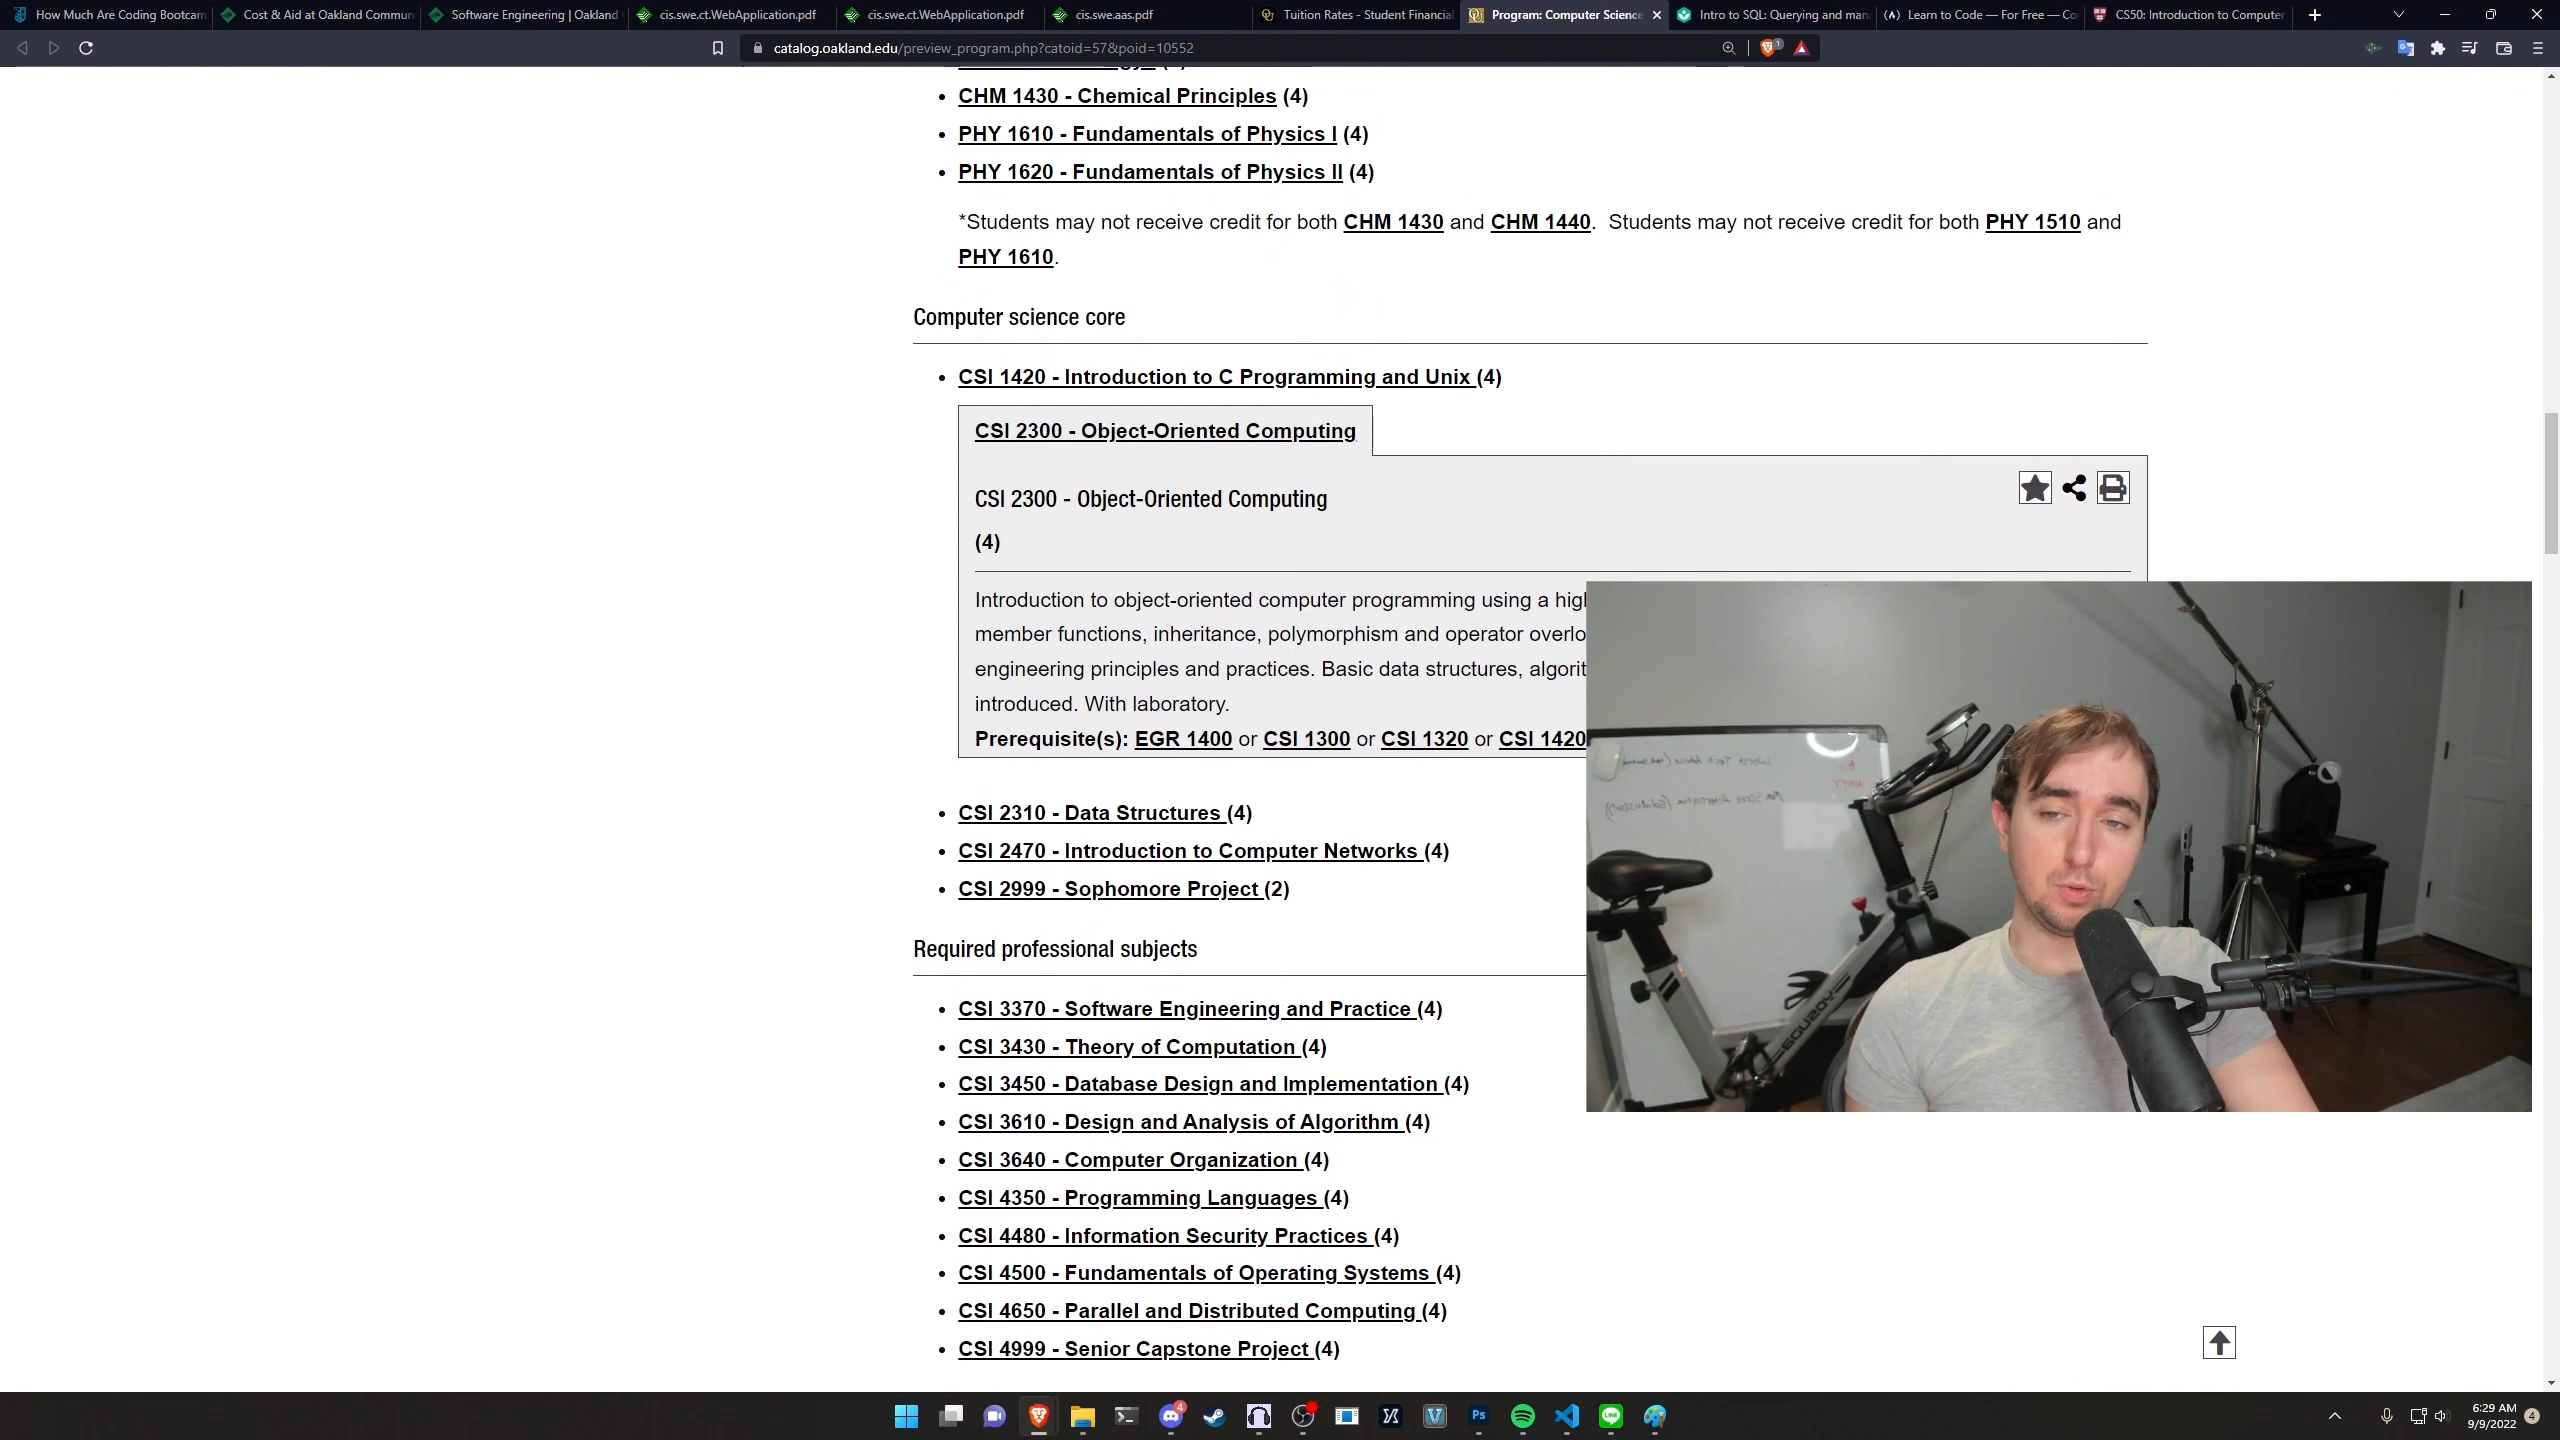 How Much Are Coding Bootcam
Cost & Aid at Oakland Commun
Software Engineering | Oakland
cis.swe.ct.WebApplication.pdf
cis.swe.ct.WebApplication.pdf
cis.swe.aas.pdf
Tuition Rates - Student Financial
Program: Computer Science
Intro to SQL: Querying and man
Learn to Code — For Free — Co
CS50: Introduction to Computer
catalog.oakland.edu/preview_program.php?catoid=57&poid=10552
CHM 1430 - Chemical Principles (4)
PHY 1610 - Fundamentals of Physics I (4)
PHY 1620 - Fundamentals of Physics II (4)
*Students may not receive credit for both CHM 1430 and CHM 1440. Students may not receive credit for both PHY 1510 and
PHY 1610.
Computer science core
CSI 1420 - Introduction to C Programming and Unix (4)
CSI 2300 - Object-Oriented Computing
CSI 2300 - Object-Oriented Computing
(4)
Introduction to object-oriented computer programming using a high
member functions, inheritance, polymorphism and operator overlo
engineering principles and practices. Basic data structures, algorit
introduced. With laboratory.
Prerequisite(s): EGR 1400 or CSI 1300 or CSI 1320 or CSI 1420
CSI 2310 - Data Structures (4)
CSI 2470 - Introduction to Computer Networks (4)
CSI 2999 - Sophomore Project (2)
Required professional subjects
CSI 3370 - Software Engineering and Practice (4)
CSI 3430 - Theory of Computation (4)
CSI 3450 - Database Design and Implementation (4)
CSI 3610 - Design and Analysis of Algorithm (4)
CSI 3640 - Computer Organization (4)
CSI 4350 - Programming Languages (4)
CSI 4480 - Information Security Practices (4)
CSI 4500 - Fundamentals of Operating Systems (4)
CSI 4650 - Parallel and Distributed Computing (4)
CSI 4999 - Senior Capstone Project (4)
6:29 AM
9/9/2022